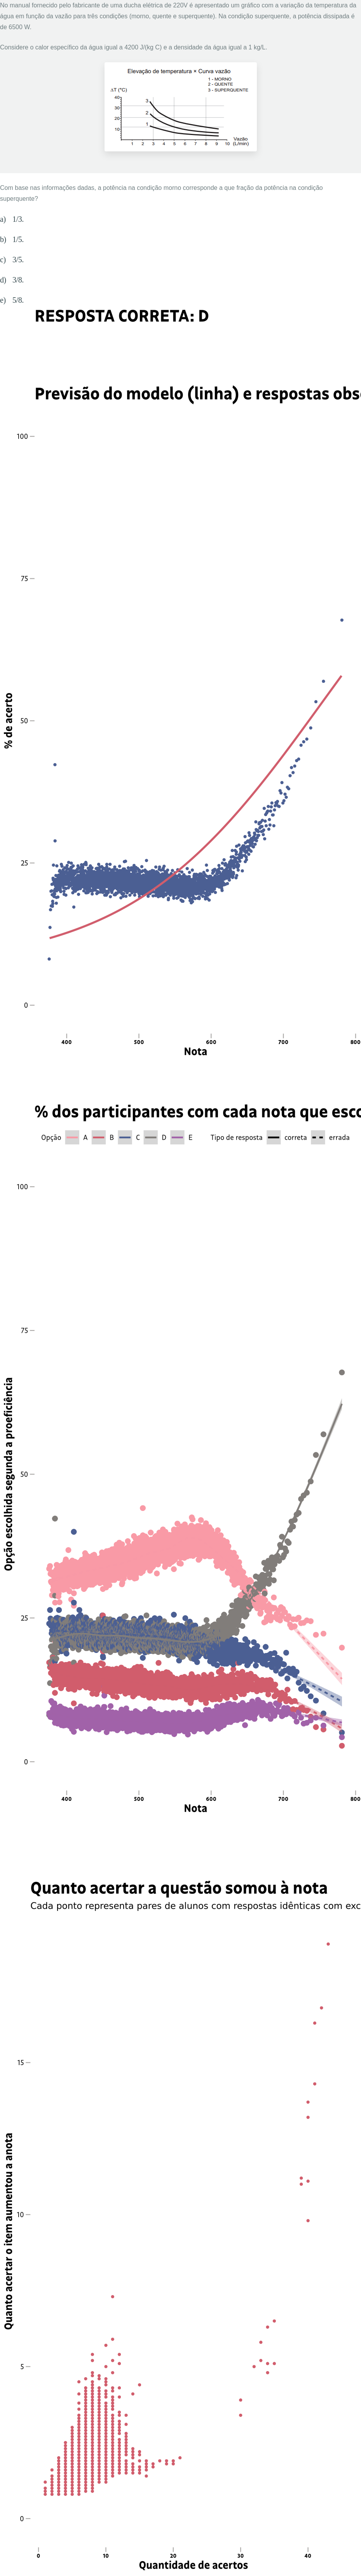 No manual fornecido pelo fabricante de uma ducha elétrica de 220V é apresentado um gráfico com a variação da temperatura da
água em função da vazão para três condições (morno, quente e superquente). Na condição superquente, a potência dissipada é
de 6500 W.
Considere o calor específico da água igual a 4200 J/(kg C) e a densidade da água igual a 1 kg/L.
Elevação de temperatura × Curva vazão
1 - MORNO
2 - QUENTE
3 - SUPERQUENTE
ΔT (°C)
40
30
20
10
3
2
1
1 2 3 4 5 6 7 8 9 10
Vazão
(L/min)
Com base nas informações dadas, a potência na condição morno corresponde a que fração da potência na condição
superquente?
a) 1/3.
b) 1/5.
c) 3/5.
d) 3/8.
e) 5/8.
RESPOSTA CORRETA: D
Previsão do modelo (linha) e respostas obs
100
75
50
25
0
% de acerto
400 500 600 700 800
Nota
% dos participantes com cada nota que esco
Opção A B C D E Tipo de resposta correta errada
100
75
50
25
0
Opção escolhida segunda a proeficiência
400 500 600 700 800
Nota
Quanto acertar a questão somou à nota
Cada ponto representa pares de alunos com respostas idênticas com exc
15
10
5
0
Quanto acertar o item aumentou a anota
0 10 20 30 40
Quantidade de acertos